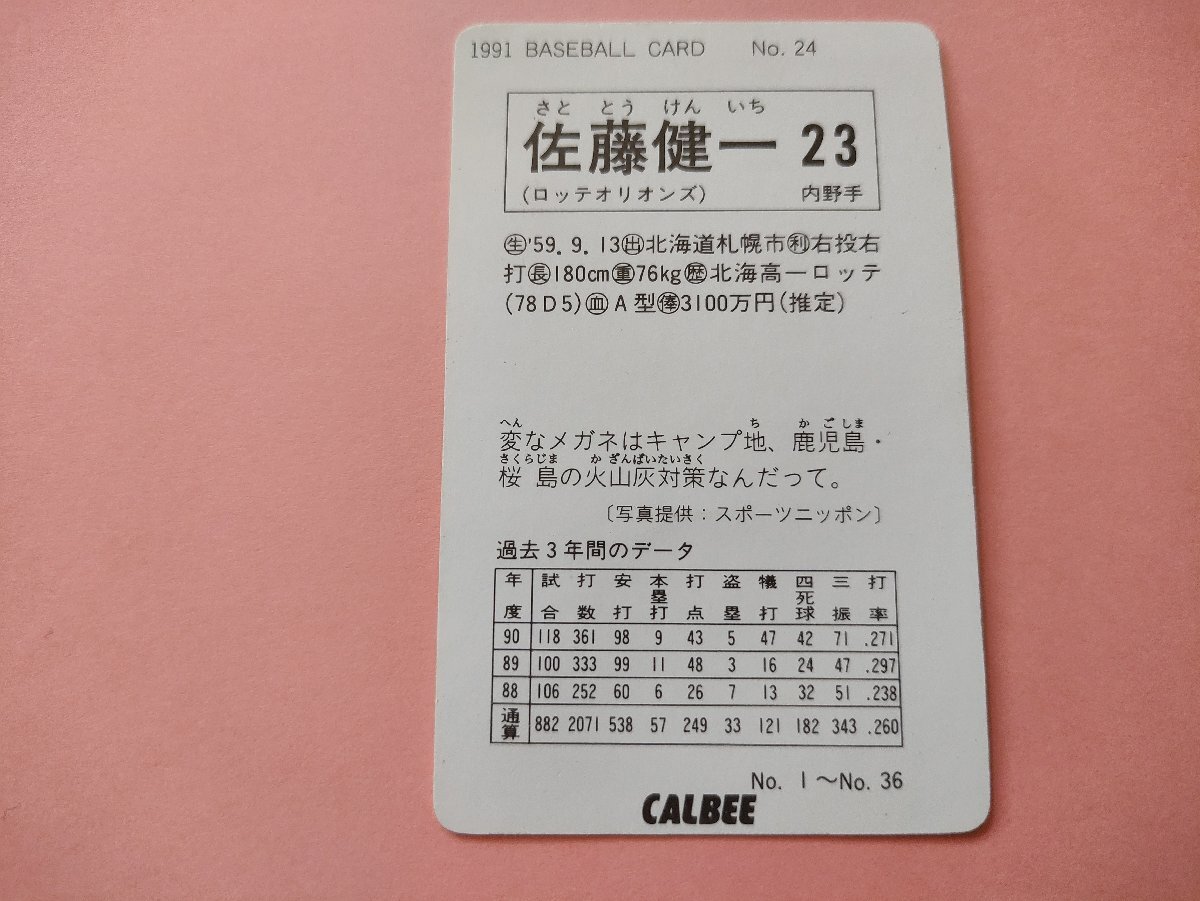 1991 BASEBALL CARD No. 24
さと とう けん いち
佐藤健一 23
(ロッテオリオンズ) 内野手
㊤'59.9.13㊤北海道札幌市㊤右投右
打㊤180cm㊤76kg㊤北海高ーロッテ
(78D5)㊤A型㊤3100万円(推定)
へん ち かごしま
変なメガネはキャンプ地、鹿児島・
さくらじま かざんばいたいさく
桜島の火山灰対策なんだって。
〔写真提供：スポーツニッポン〕
過去3年間のデータ
年度 試合 打数 安打 本塁打 打点 盗塁 犠打 四死球 三振 打率
90 118 361 98 9 43 5 47 42 71 .271
89 100 333 99 11 48 3 16 24 47 .297
88 106 252 60 6 26 7 13 32 51 .238
通算 882 2071 538 57 249 33 121 182 343 .260
No. 1～No. 36
CALBEE